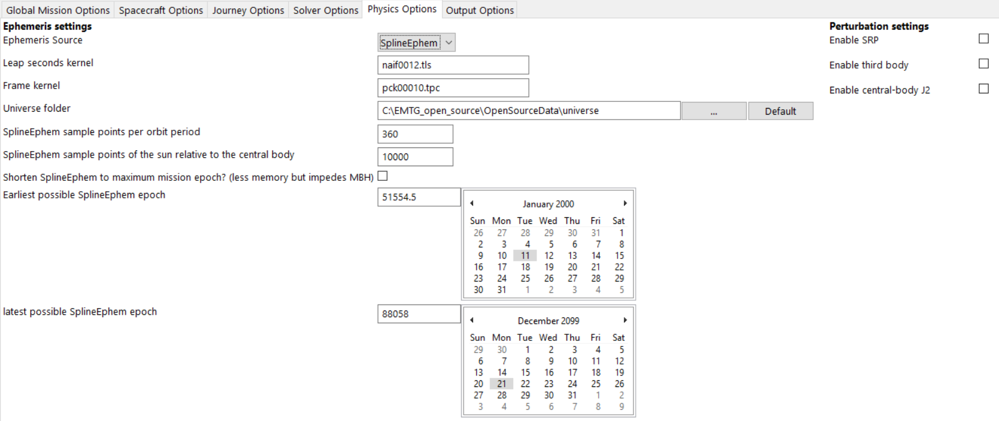 Global Mission Options Spacecraft Options Journey Options Solver Options Physics Options Output Options
Ephemeris settings
Ephemeris Source SplineEphem
Leap seconds kernel naif0012.tls
Frame kernel pck00010.tpc
Universe folder C:\EMTG_open_source\OpenSourceData\universe ... Default
SplineEphem sample points per orbit period 360
SplineEphem sample points of the sun relative to the central body 10000
Shorten SplineEphem to maximum mission epoch? (less memory but impedes MBH)
Earliest possible SplineEphem epoch 51554.5
January 2000
Sun Mon Tue Wed Thu Fri Sat
26 27 28 29 30 31 1
2 3 4 5 6 7 8
9 10 11 12 13 14 15
16 17 18 19 20 21 22
23 24 25 26 27 28 29
30 31 1 2 3 4 5
latest possible SplineEphem epoch 88058
December 2099
Sun Mon Tue Wed Thu Fri Sat
29 30 1 2 3 4 5
6 7 8 9 10 11 12
13 14 15 16 17 18 19
20 21 22 23 24 25 26
27 28 29 30 31 1 2
3 4 5 6 7 8 9
Perturbation settings
Enable SRP
Enable third body
Enable central-body J2